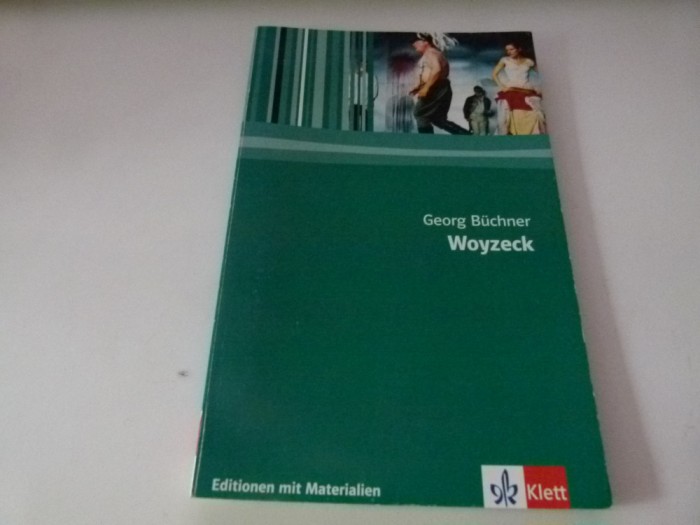 Georg Büchner
Woyzeck
Editionen mit Materialien
Klett